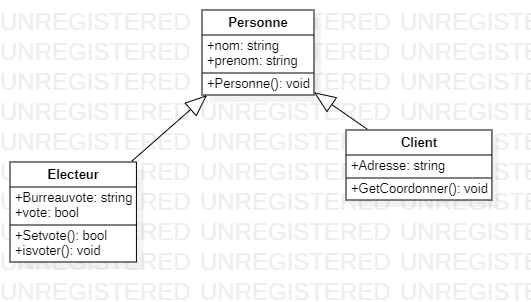 Personne
+nom: string
+prenom: string
+Personne(): void
Client
+Adresse: string
+GetCoordonner(): void
Electeur
+Burreauvote: string
+vote: bool
+Setvote(): bool
+isvoter(): void
UNREGISTERED UNREGISTERED UNREGISTERED
UNREGISTERED UNREGISTERED UNREGISTERED
UNREGISTERED UNREGISTERED UNREGISTERED
UNREGISTERED UNREGISTERED UNREGISTERED
UNREGISTERED UNREGISTERED UNREGISTERED
UNREGISTERED UNREGISTERED UNREGISTERED
UNREGISTERED UNREGISTERED UNREGISTERED
UNREGISTERED UNREGISTERED UNREGISTERED
UNREGISTERED UNREGISTERED UNREGISTERED
UNREGISTERED UNREGISTERED UNREGISTERED